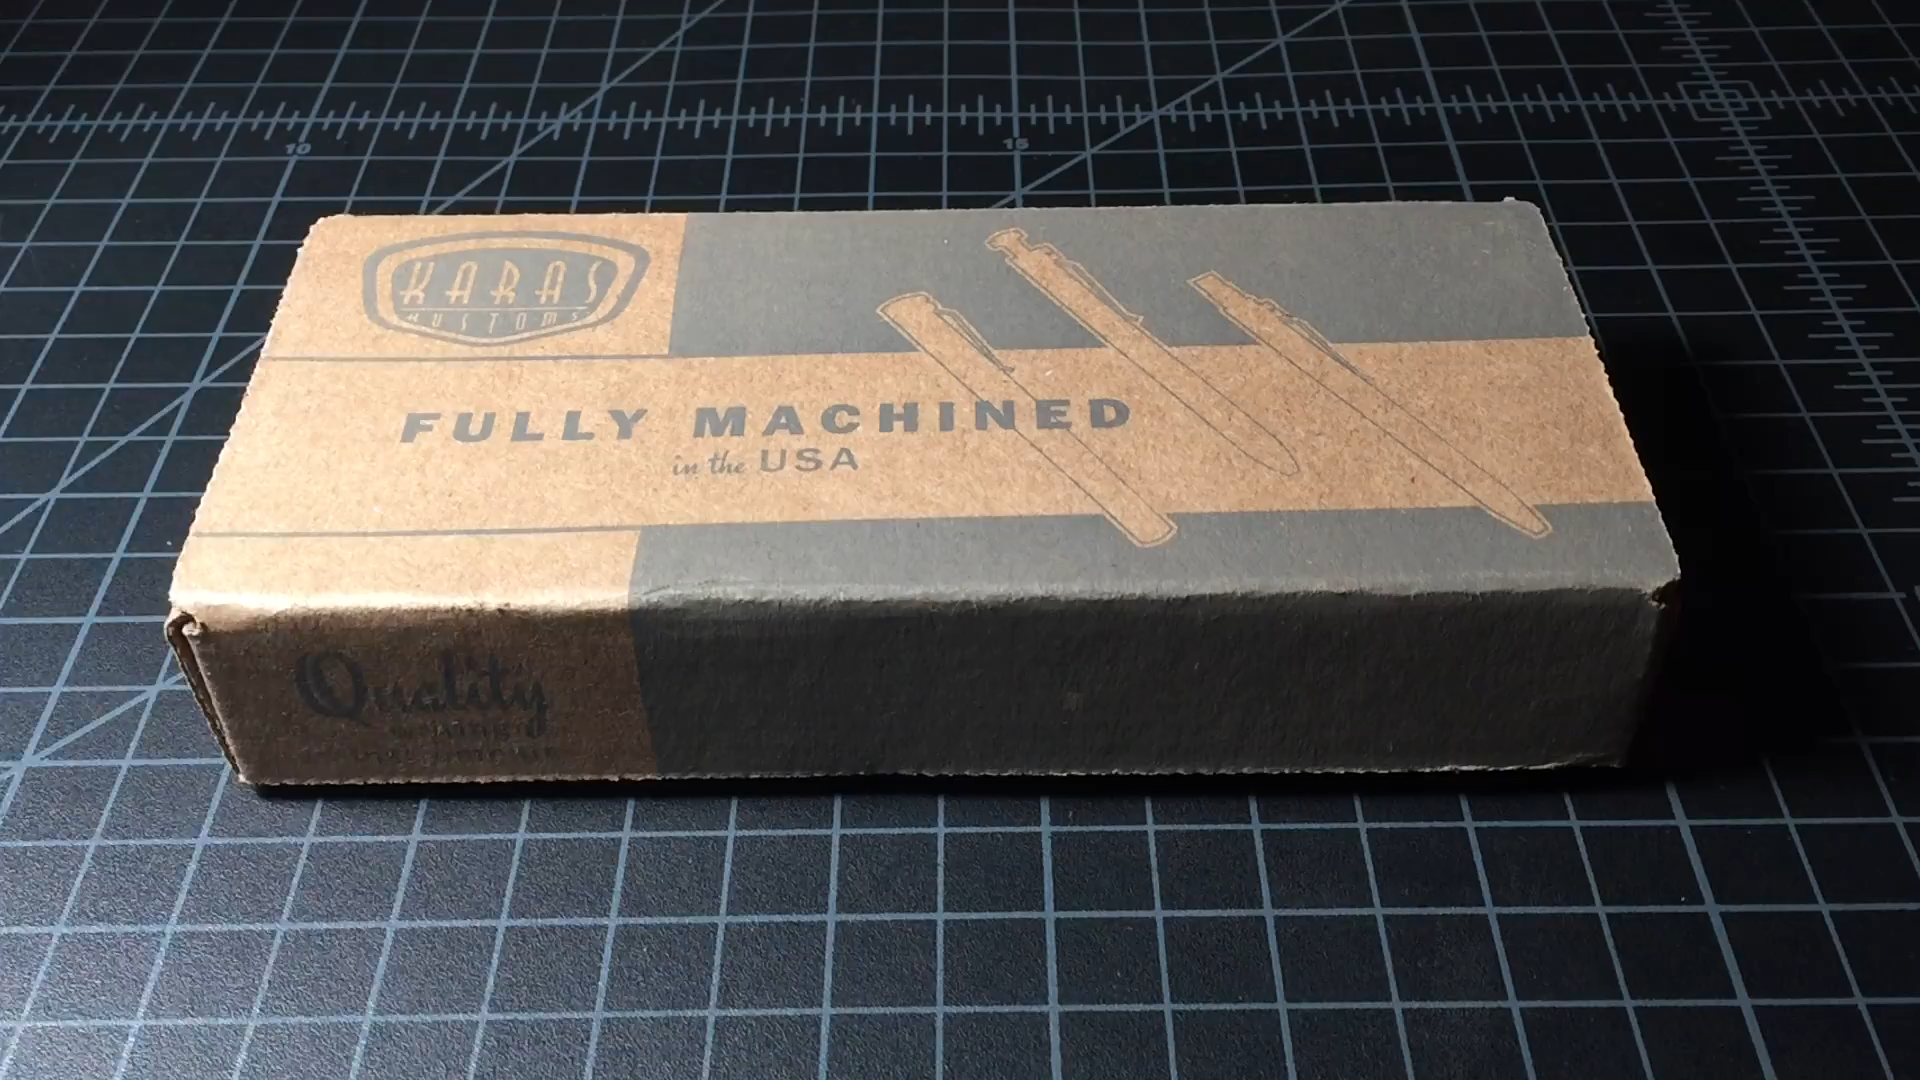 10
15
KARAS
KUSTOMS
FULLY MACHINED
in the USA
Quality